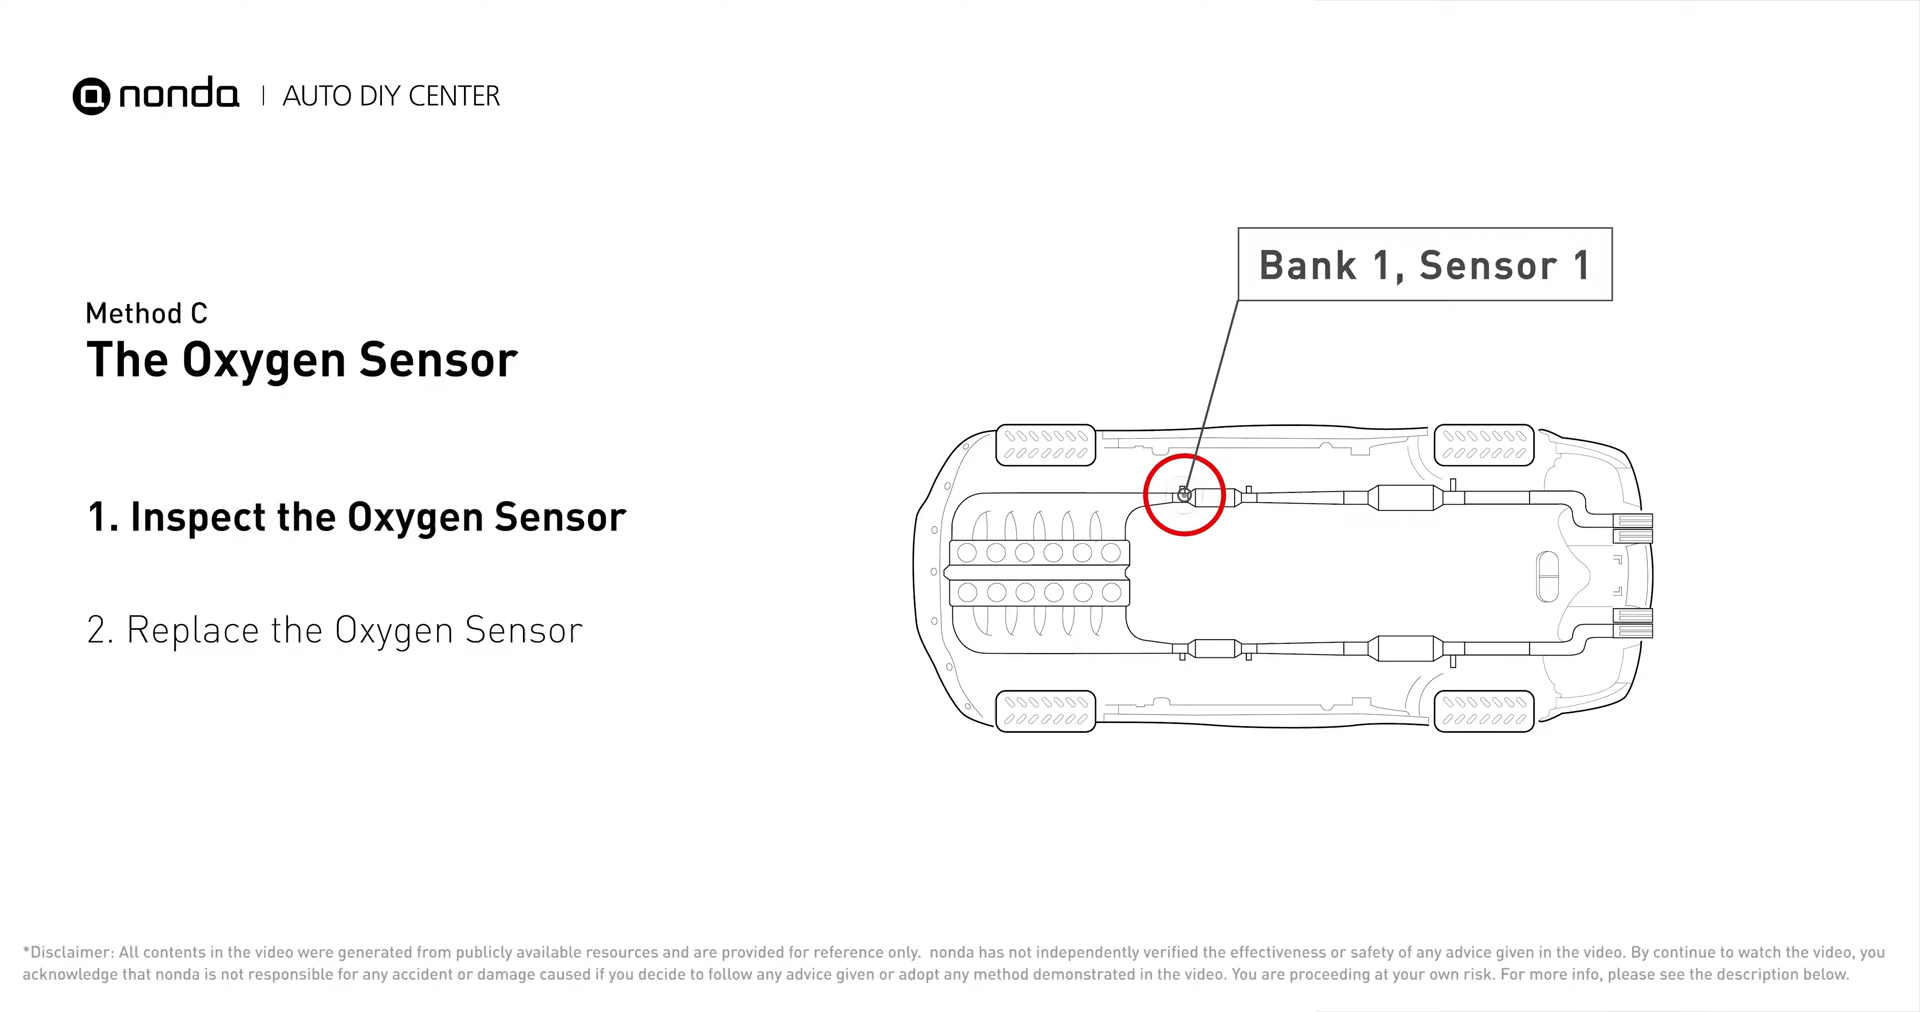 nonda | AUTO DIY CENTER
Bank 1, Sensor 1
Method C
The Oxygen Sensor
1. Inspect the Oxygen Sensor
2. Replace the Oxygen Sensor
*Disclaimer: All contents in the video were generated from publicly available resources and are provided for reference only.  nonda has not independently verified the effectiveness or safety of any advice given in the video. By continue to watch the video, you
acknowledge that nonda is not responsible for any accident or damage caused if you decide to follow any advice given or adopt any method demonstrated in the video. You are proceeding at your own risk. For more info, please see the description below.